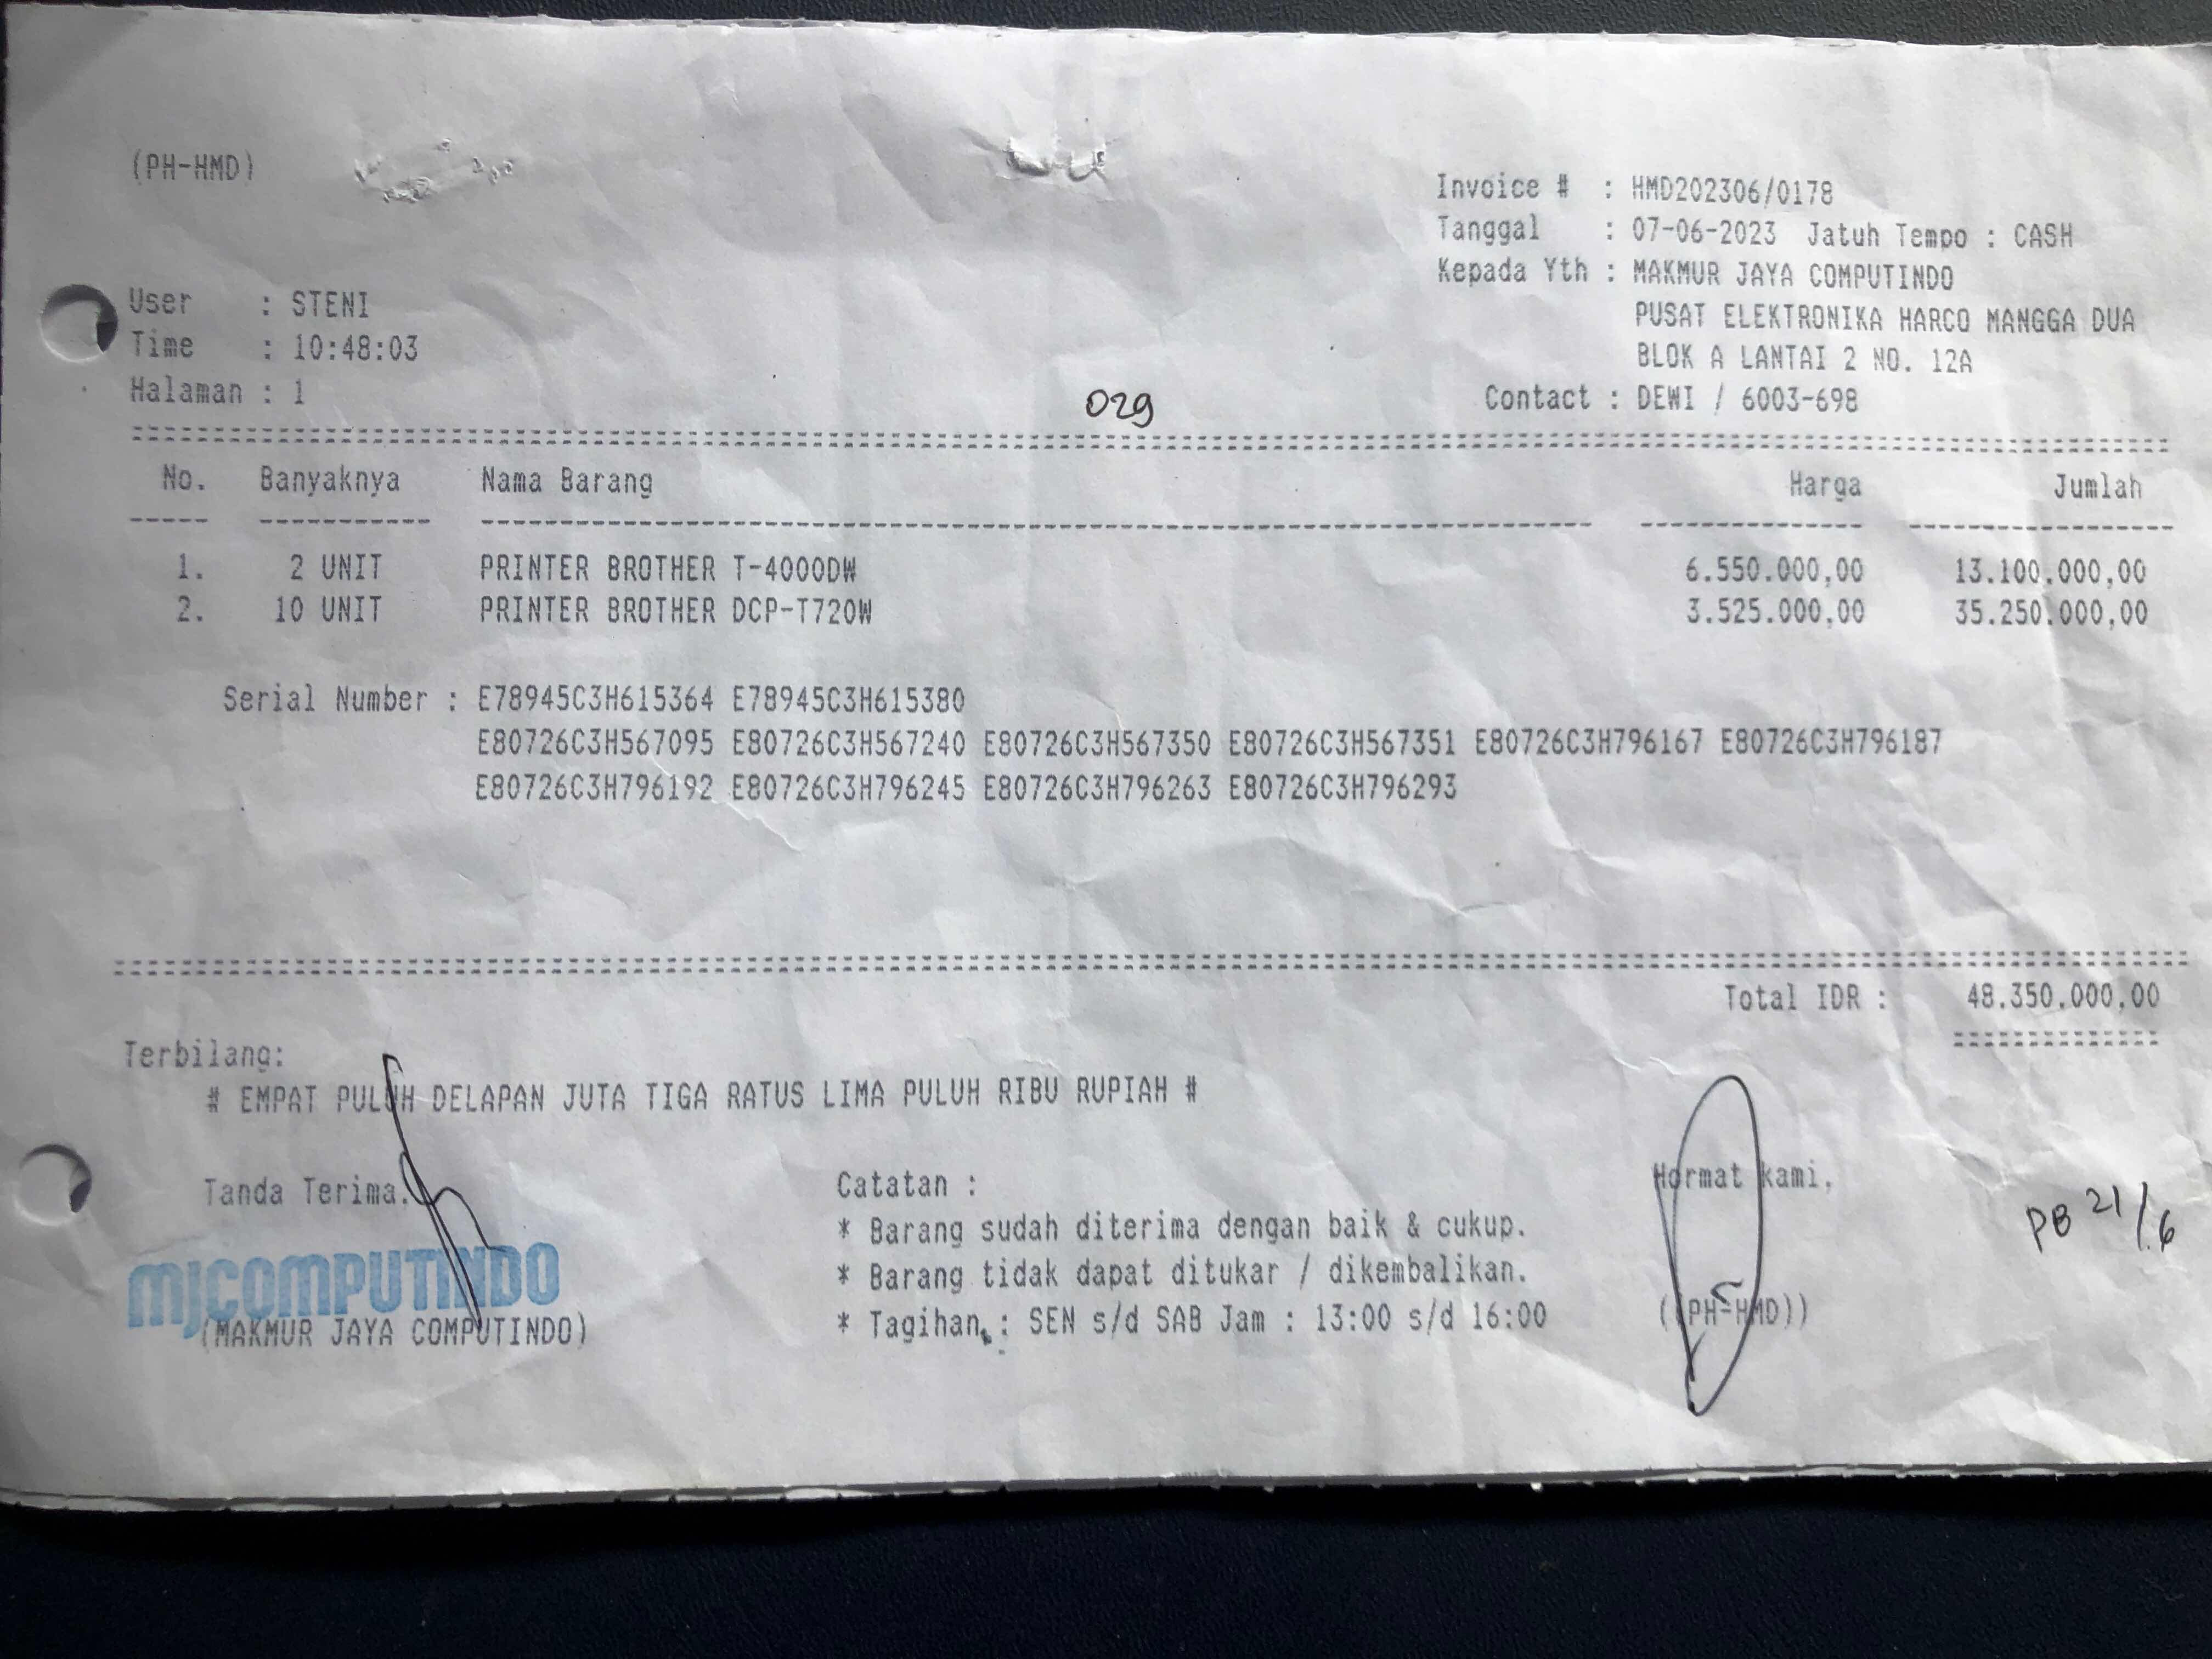 (PH-HMD)
Invoice # : HMD202306/0178
Tanggal : 07-06-2023 Jatuh Tempo : CASH
Kepada Yth : MAKMUR JAYA COMPUTINDO
PUSAT ELEKTRONIKA HARCO MANGGA DUA
BLOK A LANTAI 2 NO. 12A
Contact : DEWI / 6003-698
User : STENI
Time : 10:48:03
Halaman : 1
029
No. Banyaknya Nama Barang Harga Jumlah
1. 2 UNIT PRINTER BROTHER T-4000DW 6.550.000,00 13.100.000,00
2. 10 UNIT PRINTER BROTHER DCP-T720W 3.525.000,00 35.250.000,00
Serial Number : E78945C3H615364 E78945C3H615380
E80726C3H567095 E80726C3H567240 E80726C3H567350 E80726C3H567351 E80726C3H796167 E80726C3H796187
E80726C3H796192 E80726C3H796245 E80726C3H796263 E80726C3H796293
Total IDR : 48.350.000,00
Terbilang:
# EMPAT PULUH DELAPAN JUTA TIGA RATUS LIMA PULUH RIBU RUPIAH #
Tanda Terima,
mjCOMPUTINDO
(MAKMUR JAYA COMPUTINDO)
Catatan :
* Barang sudah diterima dengan baik & cukup.
* Barang tidak dapat ditukar / dikembalikan.
* Tagihan : SEN s/d SAB Jam : 13:00 s/d 16:00
Hormat kami,
((PH-HMD))
PB 21/6